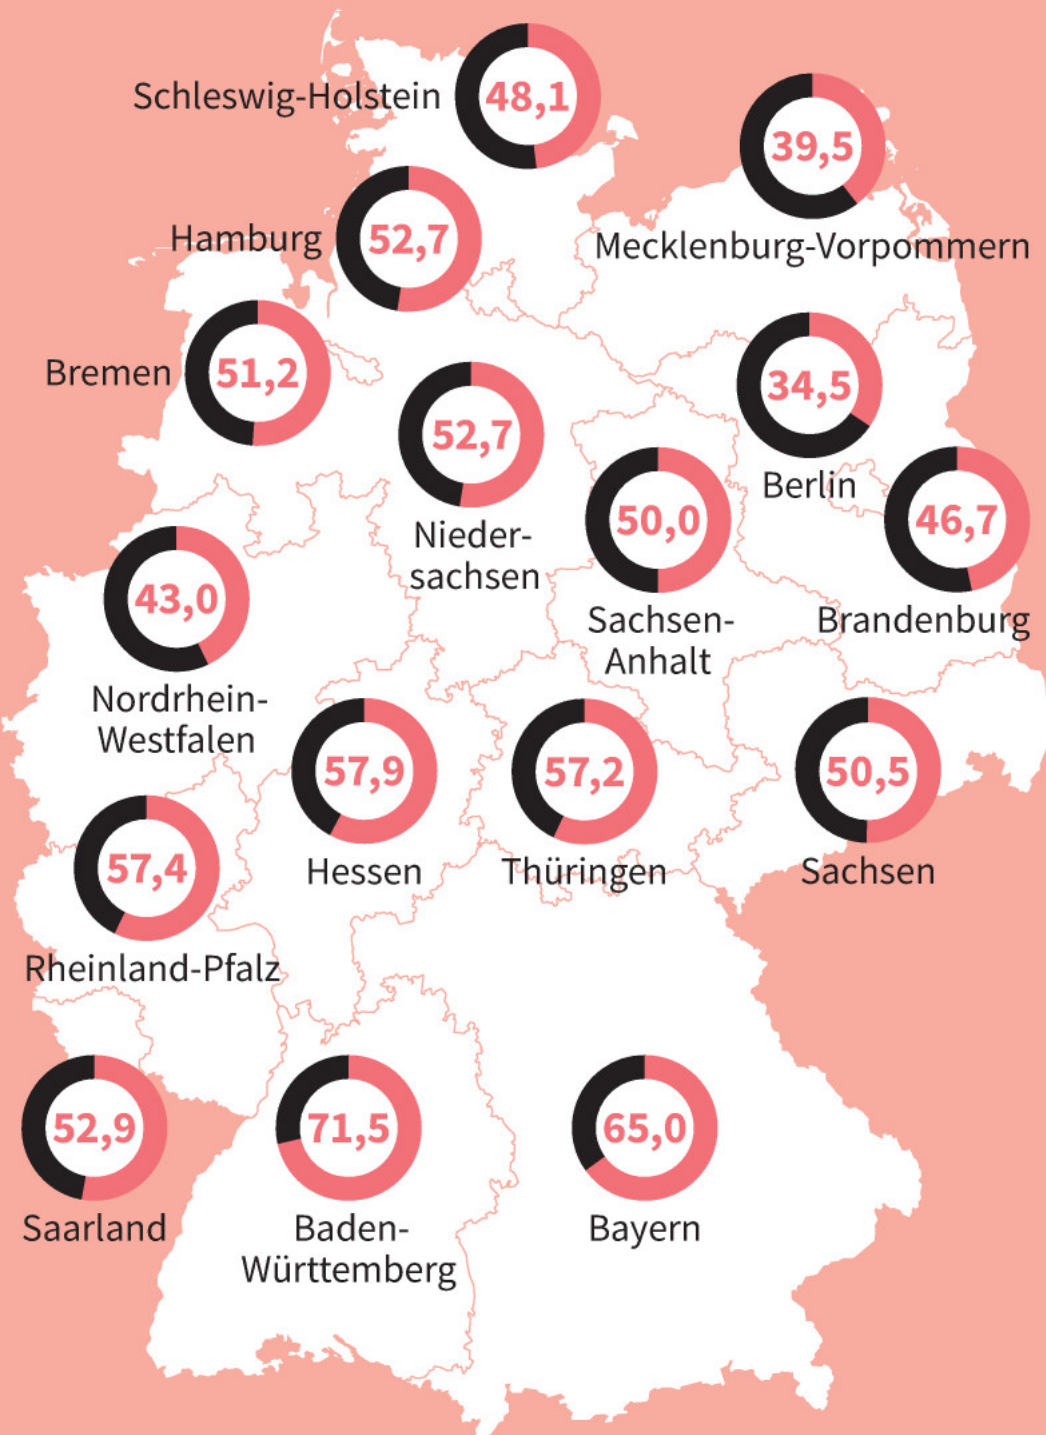 Schleswig-Holstein
48,1
39,5
Mecklenburg-Vorpommern
Hamburg
52,7
Bremen
51,2
52,7
Nieder-
sachsen
34,5
Berlin
50,0
Sachsen-
Anhalt
46,7
Brandenburg
43,0
Nordrhein-
Westfalen
57,9
Hessen
57,2
Thüringen
50,5
Sachsen
57,4
Rheinland-Pfalz
52,9
Saarland
71,5
Baden-
Württemberg
65,0
Bayern